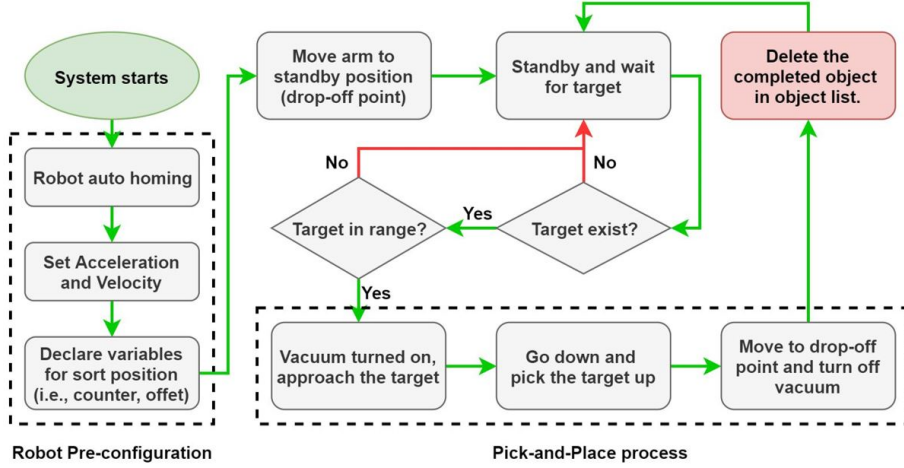 System starts
Robot auto homing
Set Acceleration
and Velocity
Declare variables
for sort position
(i.e., counter, offet)
Robot Pre-configuration
Move arm to
standby position
(drop-off point)
Standby and wait
for target
Delete the
completed object
in object list.
No
No
Target in range?
Yes
Target exist?
Yes
Vacuum turned on,
approach the target
Go down and
pick the target up
Move to drop-off
point and turn off
vacuum
Pick-and-Place process